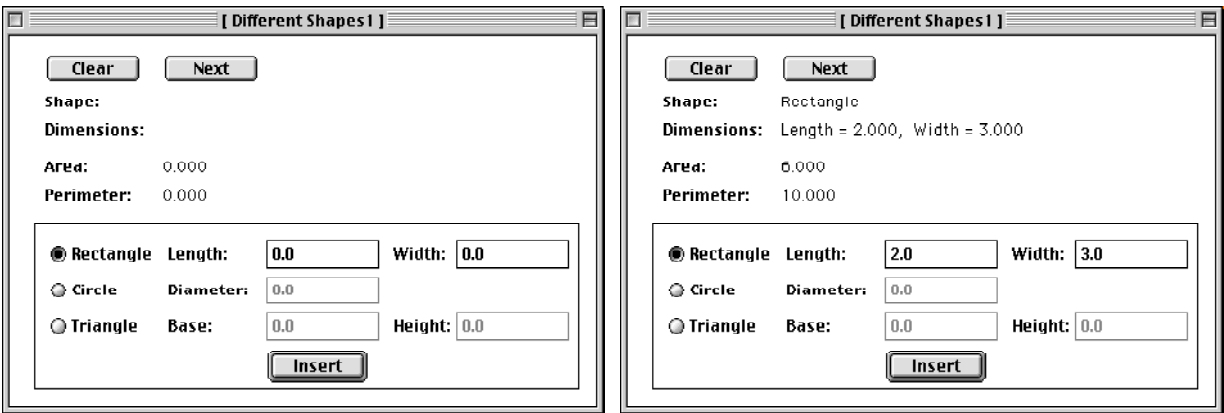 [ Different Shapes1 ]
Clear Next
Shape:
Dimensions:
Area: 0.000
Perimeter: 0.000
Rectangle Length: 0.0 Width: 0.0
Circle Diameter: 0.0
Triangle Base: 0.0 Height: 0.0
Insert
[ Different Shapes1 ]
Clear Next
Shape: Rectangle
Dimensions: Length = 2.000, Width = 3.000
Area: 6.000
Perimeter: 10.000
Rectangle Length: 2.0 Width: 3.0
Circle Diameter: 0.0
Triangle Base: 0.0 Height: 0.0
Insert